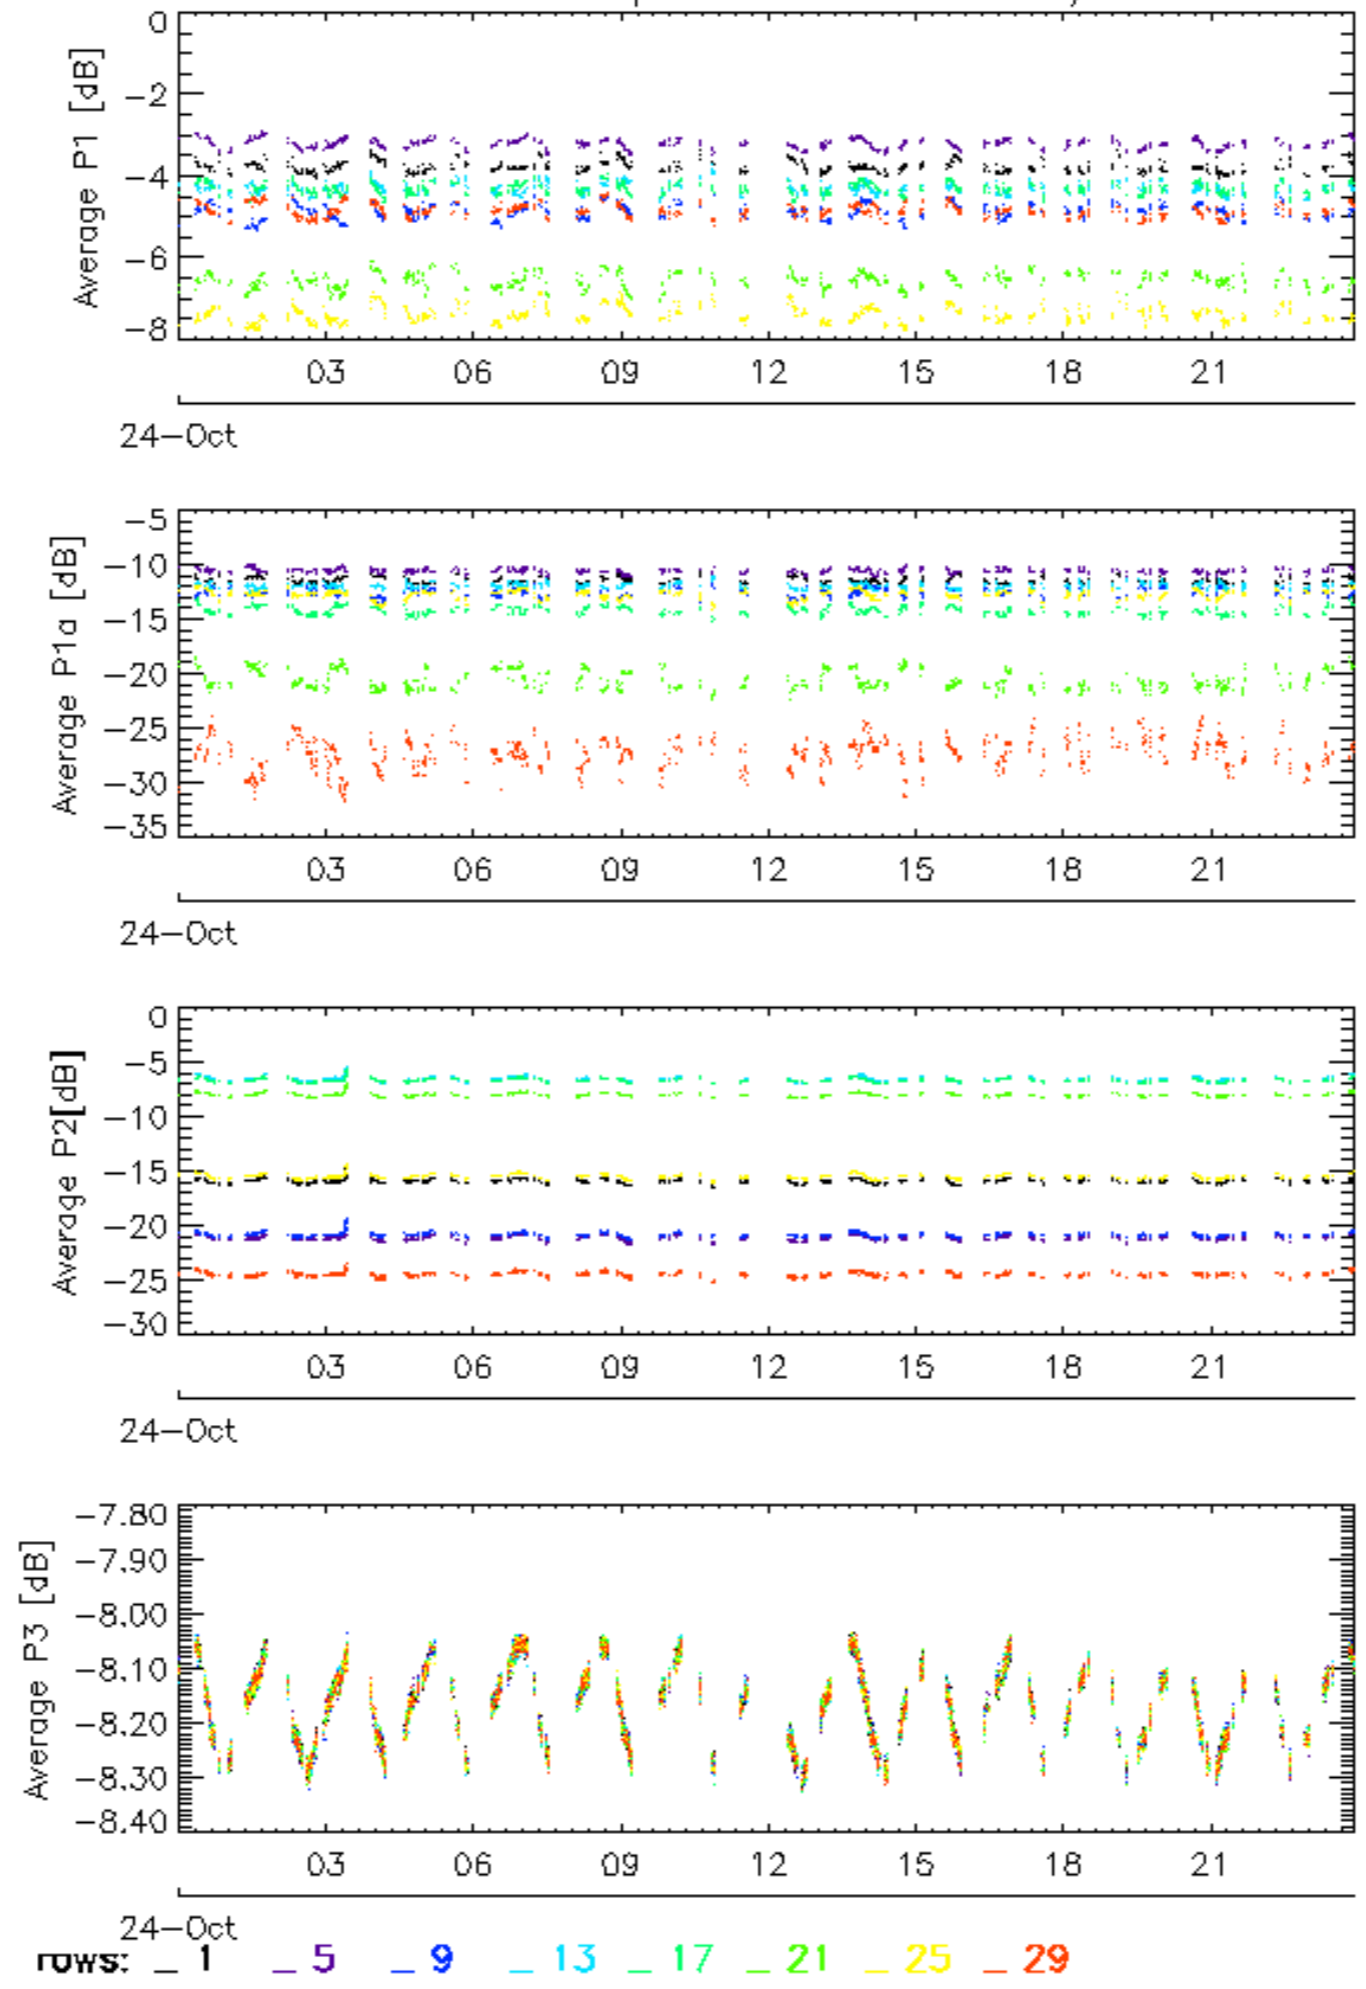 Average P1 [dB]
0
−2
−4
−6
−8
03 06 09 12 15 18 21
24−Oct
Average P1a [dB]
−5
−10
−15
−20
−25
−30
−35
03 06 09 12 15 18 21
24−Oct
Average P2[dB]
0
−5
−10
−15
−20
−25
−30
03 06 09 12 15 18 21
24−Oct
Average P3 [dB]
−7.80
−7.90
−8.00
−8.10
−8.20
−8.30
−8.40
03 06 09 12 15 18 21
24−Oct
rows: _ 1 _ 5 _ 9 _ 13 _ 17 _ 21 _ 25 _ 29